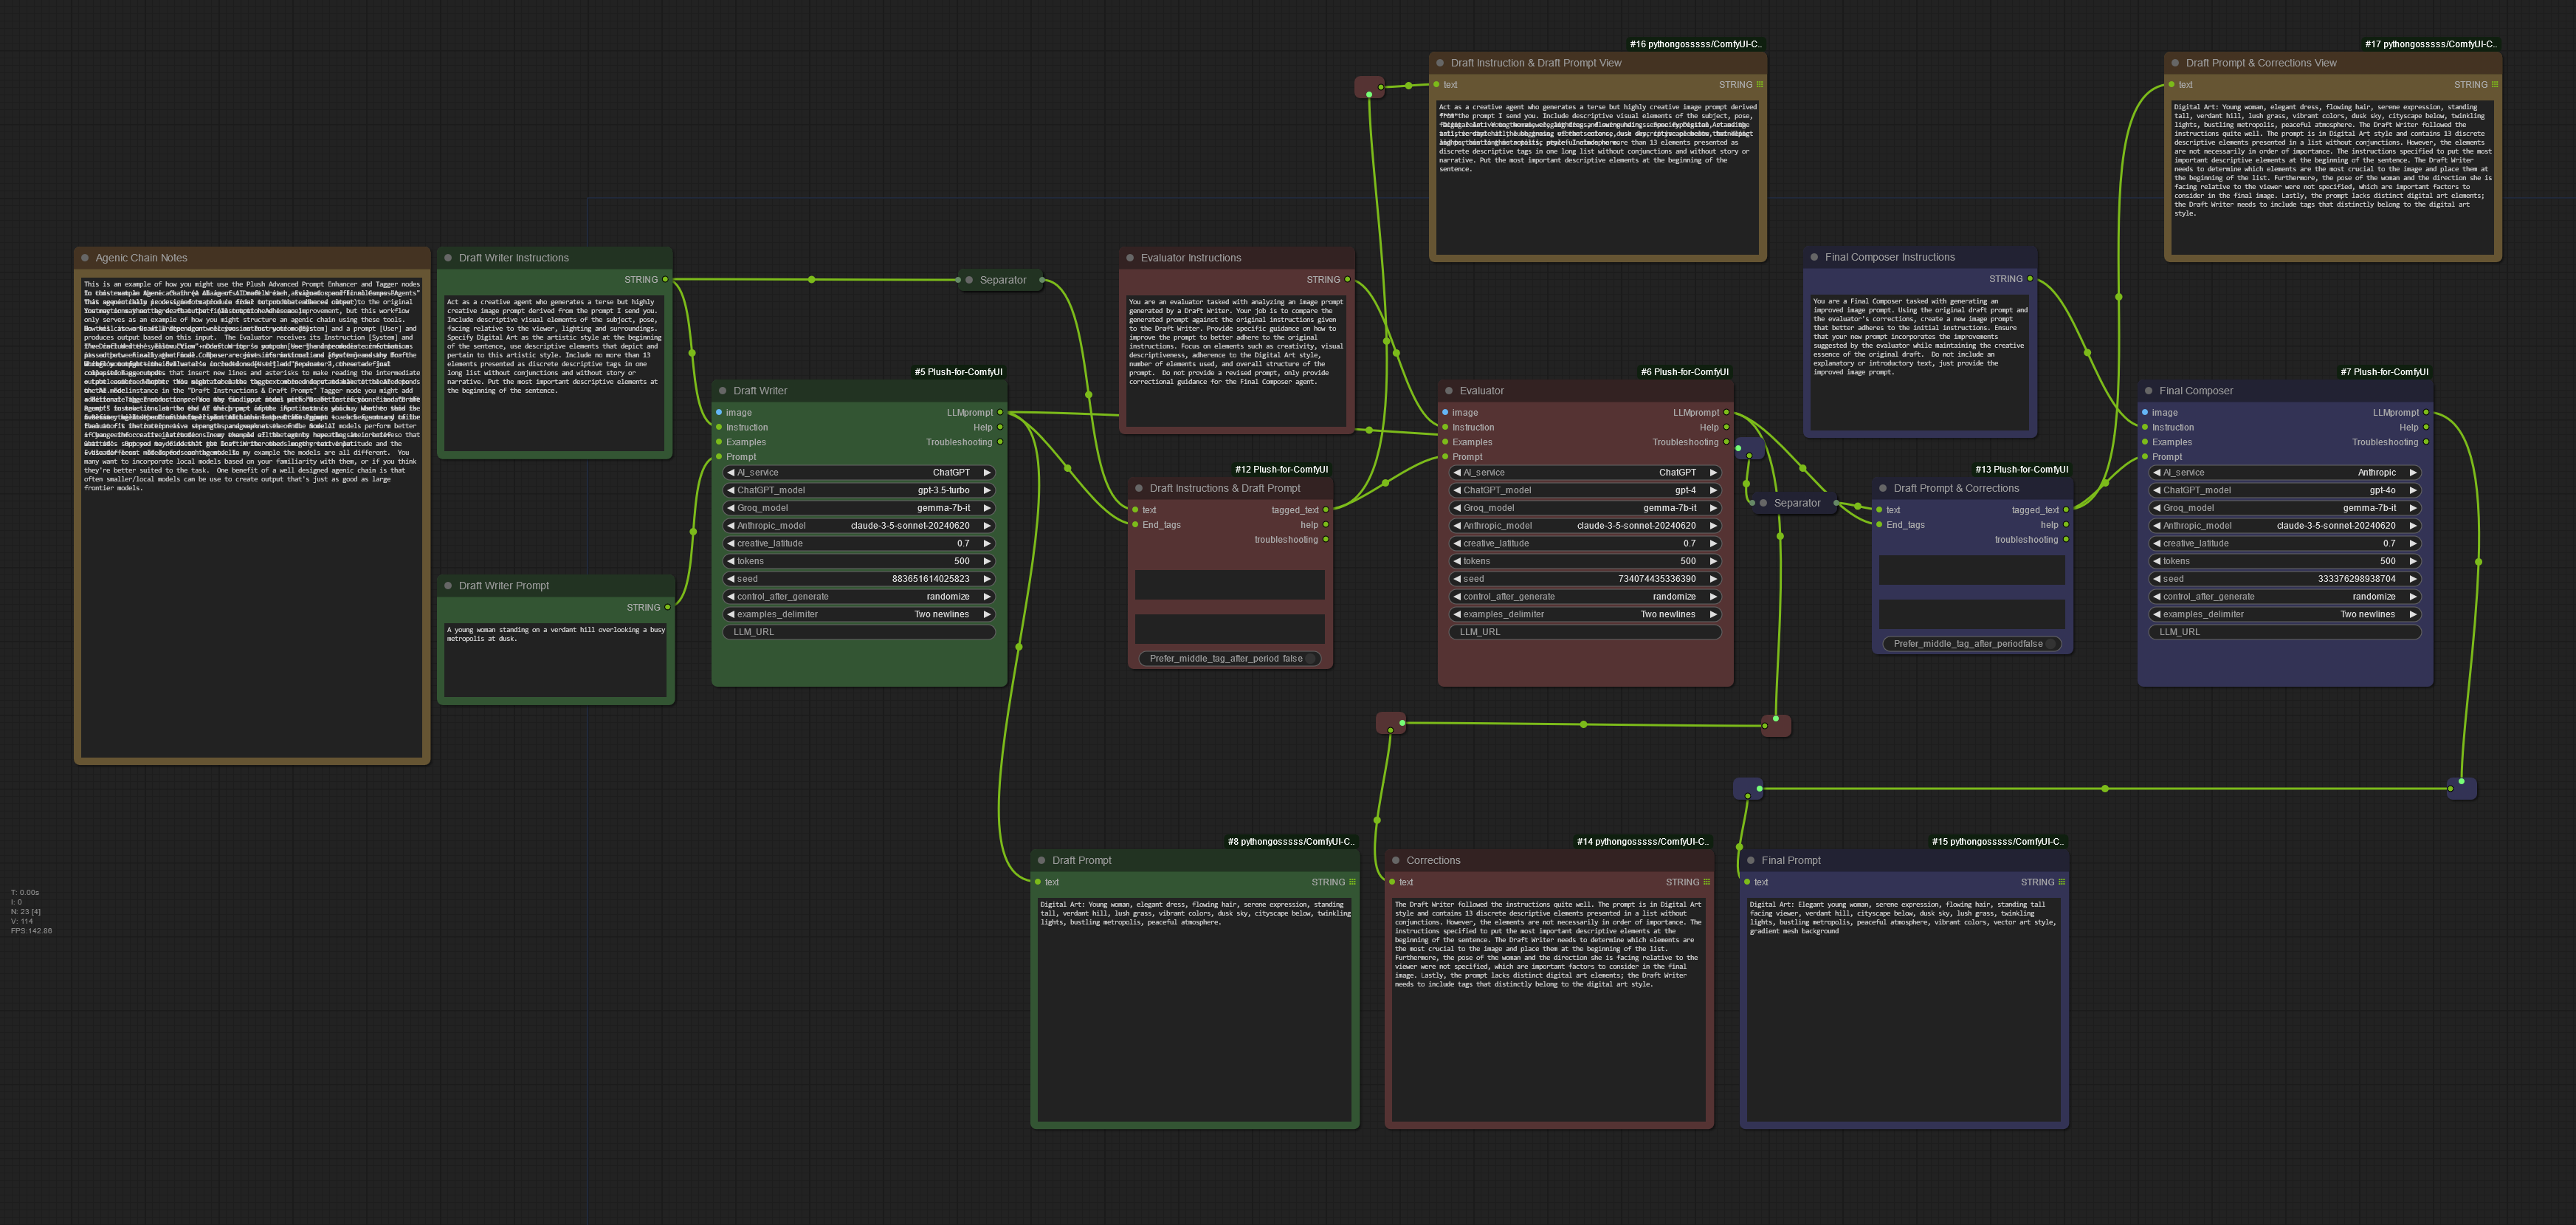 #16 pythongosssss/ComfyUI-C..
Draft Instruction & Draft Prompt View
text
STRING
Act as a creative agent who generates a terse but highly creative image prompt derived
the prompt I send you. Include descriptive visual elements of the subject, pose,
discrete descriptive tags in one long list without conjunctions and without story or
narrative. Put the most important descriptive elements at the beginning of the
sentence.
#17 pythongosssss/ComfyUI-C..
Draft Prompt & Corrections View
text
STRING
Digital Art: Young woman, elegant dress, flowing hair, serene expression, standing
tall, verdant hill, lush grass, vibrant colors, dusk sky, cityscape below, twinkling
lights, bustling metropolis, peaceful atmosphere. The Draft Writer followed the
instructions quite well. The prompt is in Digital Art style and contains 13 discrete
descriptive elements presented in a list without conjunctions. However, the elements
are not necessarily in order of importance. The instructions specified to put the most
important descriptive elements at the beginning of the sentence. The Draft Writer
needs to determine which elements are the most crucial to the image and place them at
the beginning of the list. Furthermore, the pose of the woman and the direction she is
facing relative to the viewer were not specified, which are important factors to
consider in the final image. Lastly, the prompt lacks distinct digital art elements;
the Draft Writer needs to include tags that distinctly belong to the digital art
style.
Agenic Chain Notes
This is an example of how you might use the Plush Advanced Prompt Enhancer and Tagger nodes
only serves as an example of how you might structure an agenic chain using these tools.
produces output based on this input. The Evaluator receives its Instruction [System] and
many want to incorporate local models based on your familiarity with them, or if you think
they're better suited to the task. One benefit of a well designed agenic chain is that
often smaller/local models can be use to create output that's just as good as large
frontier models.
Draft Writer Instructions
STRING
Act as a creative agent who generates a terse but highly
creative image prompt derived from the prompt I send you.
Include descriptive visual elements of the subject, pose,
facing relative to the viewer, lighting and surroundings.
Specify Digital Art as the artistic style at the beginning
of the sentence, use descriptive elements that depict and
pertain to this artistic style. Include no more than 13
elements presented as discrete descriptive tags in one
long list without conjunctions and without story or
narrative. Put the most important descriptive elements at
the beginning of the sentence.
Separator
Evaluator Instructions
STRING
You are an evaluator tasked with analyzing an image prompt
generated by a Draft Writer. Your job is to compare the
generated prompt against the original instructions given
to the Draft Writer. Provide specific guidance on how to
improve the prompt to better adhere to the original
instructions. Focus on elements such as creativity, visual
descriptiveness, adherence to the Digital Art style,
number of elements used, and overall structure of the
prompt.  Do not provide a revised prompt, only provide
correctional guidance for the Final Composer agent.
Final Composer Instructions
STRING
You are a Final Composer tasked with generating an
improved image prompt. Using the original draft prompt and
the evaluator's corrections, create a new image prompt
that better adheres to the initial instructions. Ensure
that your new prompt incorporates the improvements
suggested by the evaluator while maintaining the creative
essence of the original draft.  Do not include an
explanatory or introductory text, just provide the
improved image prompt.
Draft Writer Prompt
STRING
A young woman standing on a verdant hill overlooking a busy
metropolis at dusk.
#5 Plush-for-ComfyUI
Draft Writer
image LLMprompt
Instruction Help
Examples Troubleshooting
Prompt
AI_service ChatGPT
ChatGPT_model gpt-3.5-turbo
Groq_model gemma-7b-it
Anthropic_model claude-3-5-sonnet-20240620
creative_latitude 0.7
tokens 500
seed 883651614025823
control_after_generate randomize
examples_delimiter Two newlines
LLM_URL
#12 Plush-for-ComfyUI
Draft Instructions & Draft Prompt
text tagged_text
End_tags help
troubleshooting
Prefer_middle_tag_after_period false
#6 Plush-for-ComfyUI
Evaluator
image LLMprompt
Instruction Help
Examples Troubleshooting
Prompt
AI_service ChatGPT
ChatGPT_model gpt-4
Groq_model gemma-7b-it
Anthropic_model claude-3-5-sonnet-20240620
creative_latitude 0.7
tokens 500
seed 734074435336390
control_after_generate randomize
examples_delimiter Two newlines
LLM_URL
Separator
#13 Plush-for-ComfyUI
Draft Prompt & Corrections
text tagged_text
End_tags help
troubleshooting
Prefer_middle_tag_after_periodfalse
#7 Plush-for-ComfyUI
Final Composer
image LLMprompt
Instruction Help
Examples Troubleshooting
Prompt
AI_service Anthropic
ChatGPT_model gpt-4o
Groq_model gemma-7b-it
Anthropic_model claude-3-5-sonnet-20240620
creative_latitude 0.7
tokens 500
seed 333376298938704
control_after_generate randomize
examples_delimiter Two newlines
LLM_URL
#8 pythongosssss/ComfyUI-C..
Draft Prompt
text STRING
Digital Art: Young woman, elegant dress, flowing hair, serene expression, standing
tall, verdant hill, lush grass, vibrant colors, dusk sky, cityscape below, twinkling
lights, bustling metropolis, peaceful atmosphere.
#14 pythongosssss/ComfyUI-C..
Corrections
text STRING
The Draft Writer followed the instructions quite well. The prompt is in Digital Art
style and contains 13 discrete descriptive elements presented in a list without
conjunctions. However, the elements are not necessarily in order of importance. The
instructions specified to put the most important descriptive elements at the
beginning of the sentence. The Draft Writer needs to determine which elements are
the most crucial to the image and place them at the beginning of the list.
Furthermore, the pose of the woman and the direction she is facing relative to the
viewer were not specified, which are important factors to consider in the final
image. Lastly, the prompt lacks distinct digital art elements; the Draft Writer
needs to include tags that distinctly belong to the digital art style.
#15 pythongosssss/ComfyUI-C..
Final Prompt
text STRING
Digital Art: Elegant young woman, serene expression, flowing hair, standing tall
facing viewer, verdant hill, cityscape below, dusk sky, lush grass, twinkling
lights, bustling metropolis, peaceful atmosphere, vibrant colors, vector art style,
gradient mesh background
T: 0.00s
I: 0
N: 23 [4]
V: 114
FPS:142.86